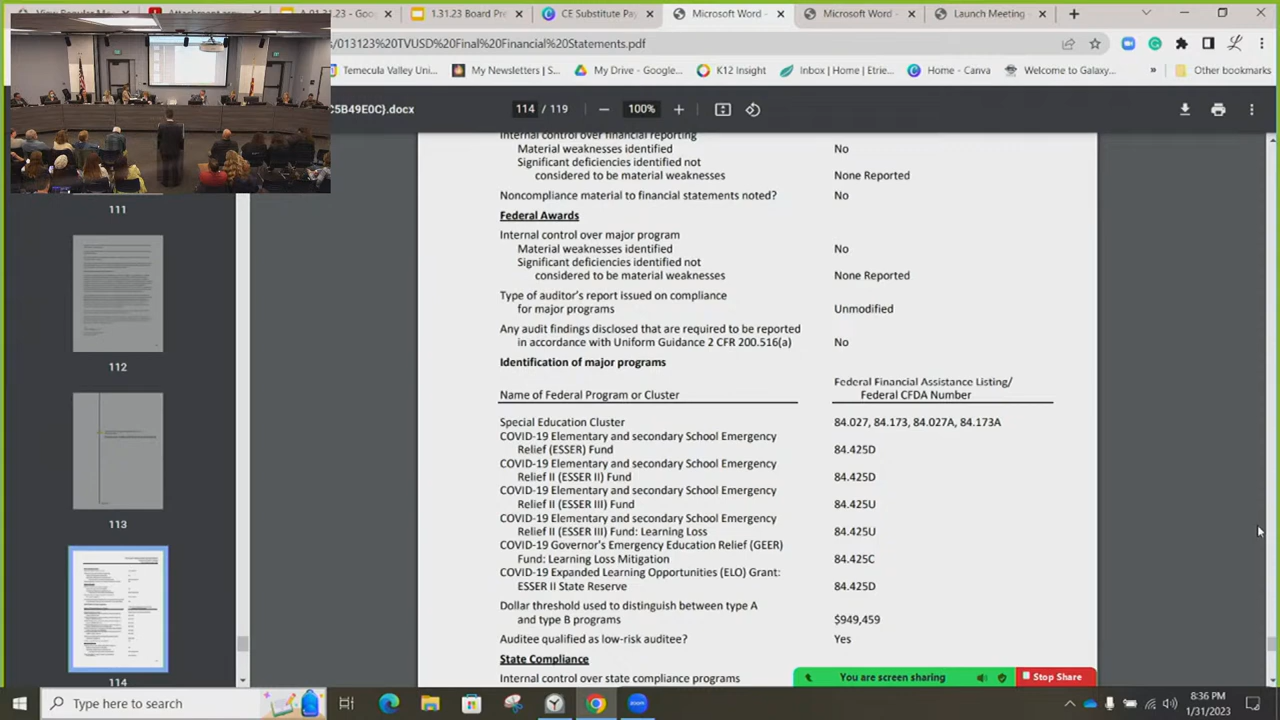 A 01.31.23 - Goo
1.31.23 Board Pre
CE Substitute Pay
Microsoft Word -
Microsoft Word -
Launch Meeting
/013123%20TVUSD%20Final%20Financial%20Statements.pdf
Temecula Valley Uni...
My Newsletters | S...
My Drive - Google...
K12 Insight
Inbox | Home | Etrie...
Home - Canva
Welcome to Galaxy...
»
Other bookmarks
C5B49E0C}.docx
114 / 119
100%
Internal control over financial reporting
Material weaknesses identified No
Significant deficiencies identified not
considered to be material weaknesses None Reported
Noncompliance material to financial statements noted? No
Federal Awards
Internal control over major program
Material weaknesses identified No
Significant deficiencies identified not
considered to be material weaknesses None Reported
Type of auditor's report issued on compliance
for major programs Unmodified
Any audit findings disclosed that are required to be reported
in accordance with Uniform Guidance 2 CFR 200.516(a) No
Identification of major programs
Federal Financial Assistance Listing/
Name of Federal Program or Cluster Federal CFDA Number
Special Education Cluster 84.027, 84.173, 84.027A, 84.173A
COVID-19 Elementary and secondary School Emergency
Relief (ESSER) Fund 84.425D
COVID-19 Elementary and secondary School Emergency
Relief II (ESSER II) Fund 84.425D
COVID-19 Elementary and secondary School Emergency
Relief II (ESSER III) Fund 84.425U
COVID-19 Elementary and secondary School Emergency
Relief II (ESSER III) Fund: Learning Loss 84.425U
COVID-19 Governor's Emergency Education Relief (GEER)
Fund: Learning Loss Mitigation 84.425C
COVID-19 Expanded Learning Opportunities (ELO) Grant:
ESSER II State Reserve 84.425D
Dollar threshold used to distinguish between type A
and type B programs $949,459
Auditee qualified as low-risk auditee? Yes
State Compliance
Internal control over state compliance programs
111
112
113
114
You are screen sharing
Stop Share
Type here to search
zoom
8:36 PM
1/31/2023